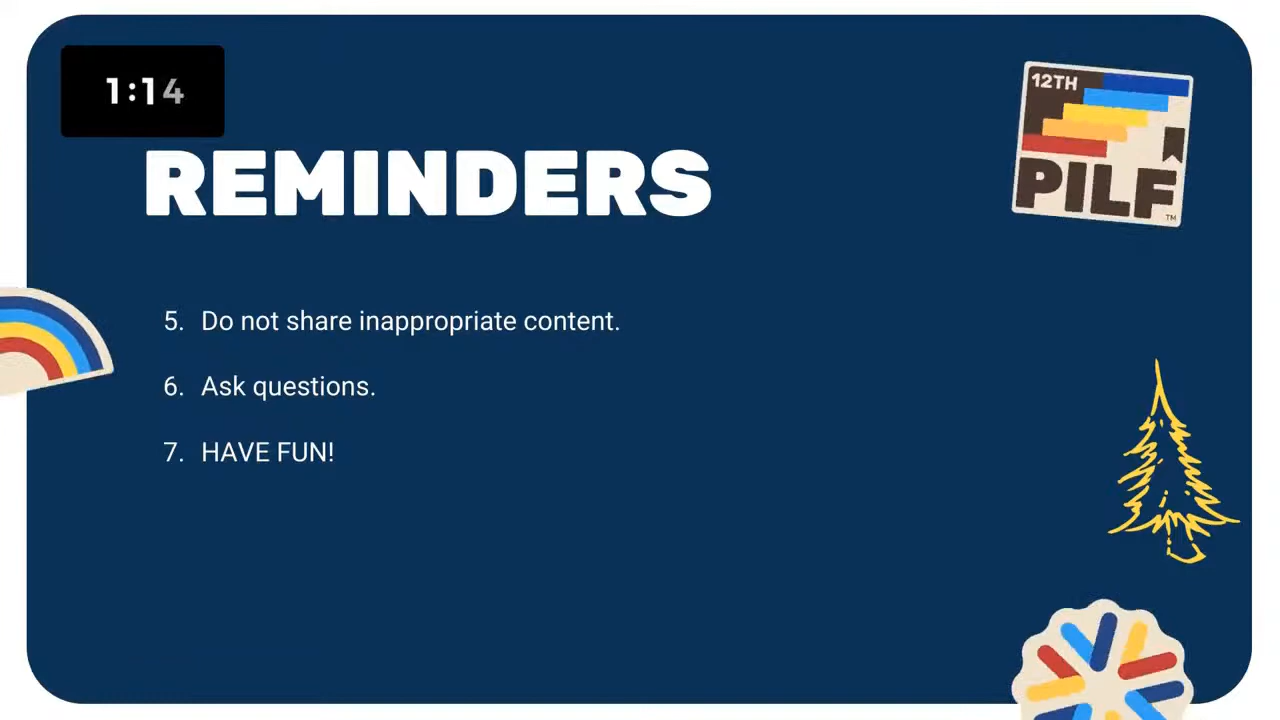 1:14
12TH
PILF
TM
REMINDERS
5. Do not share inappropriate content.
6. Ask questions.
7. HAVE FUN!